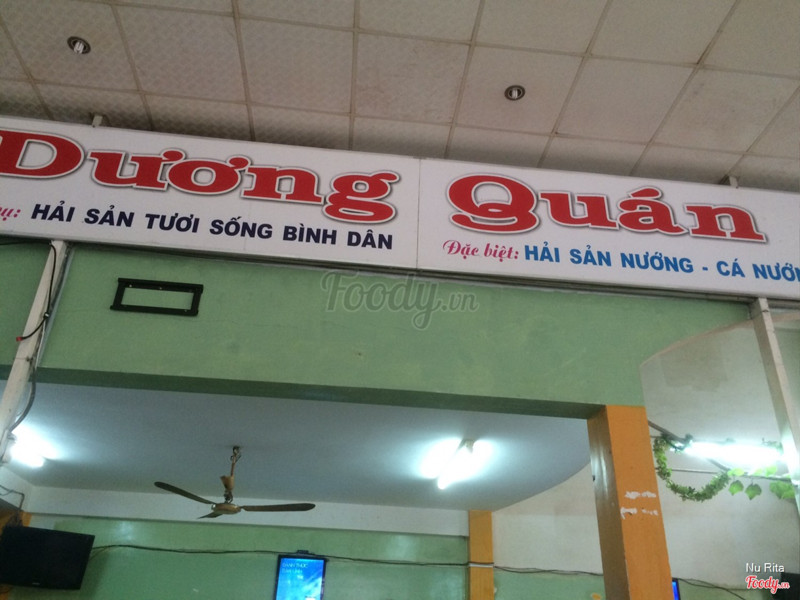 Dương Quán
HẢI SẢN TƯƠI SỐNG BÌNH DÂN
Đặc biệt: HẢI SẢN NƯỚNG - CÁ
Foody.vn
Nu Rita
Foody.vn